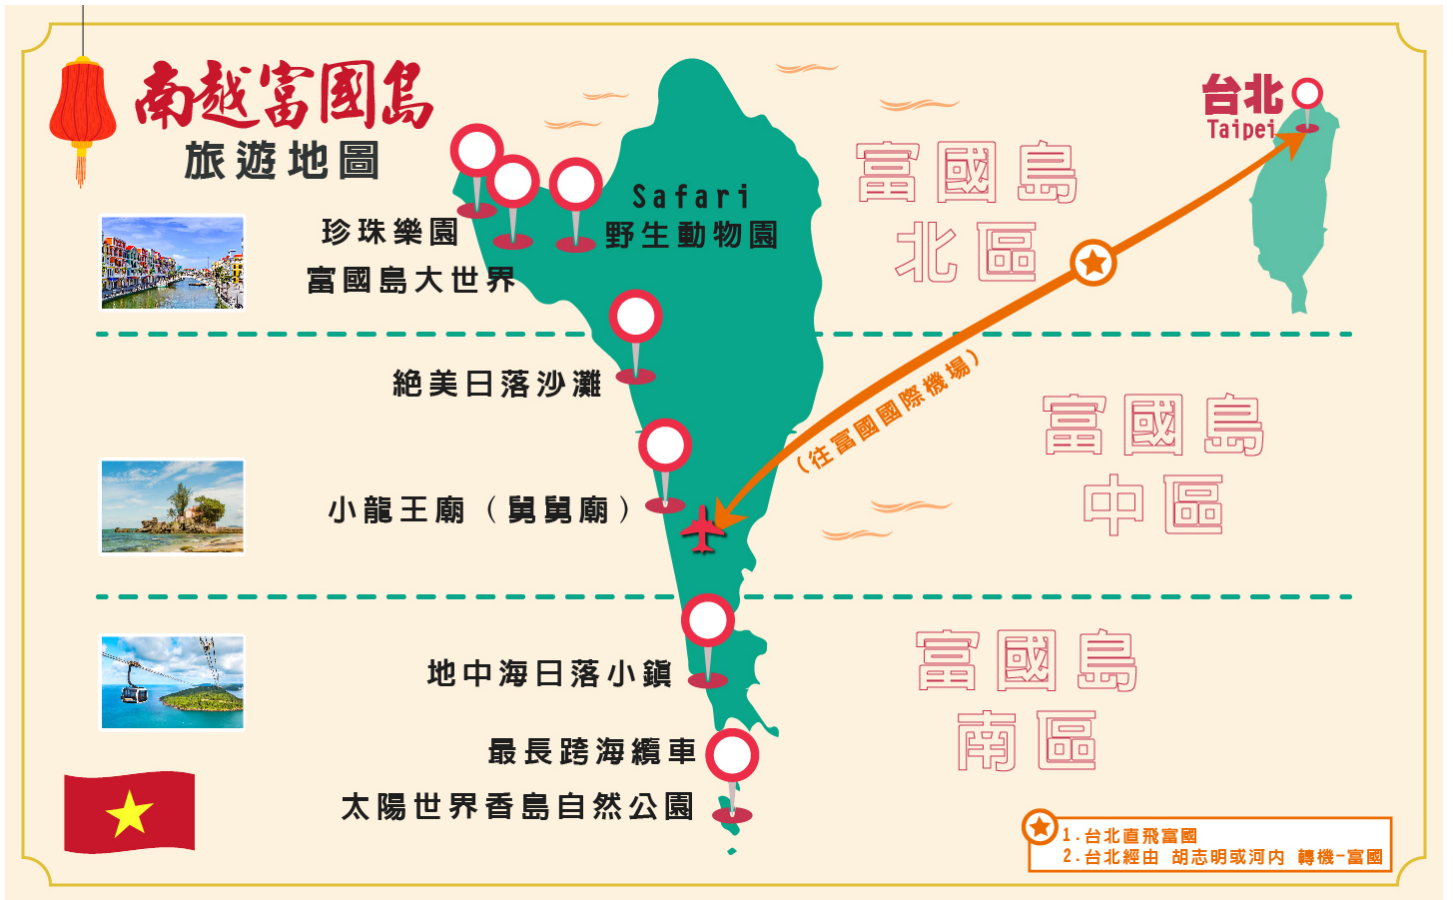 南越富國島
旅遊地圖
台北
Taipei
富國島
北區
Safari
野生動物園
珍珠樂園
富國島大世界
絕美日落沙灘
(往富國國際機場)
富國島
中區
小龍王廟（舅舅廟）
富國島
南區
地中海日落小鎮
最長跨海纜車
太陽世界香島自然公園
1.台北直飛富國
2.台北經由 胡志明或河內 轉機-富國